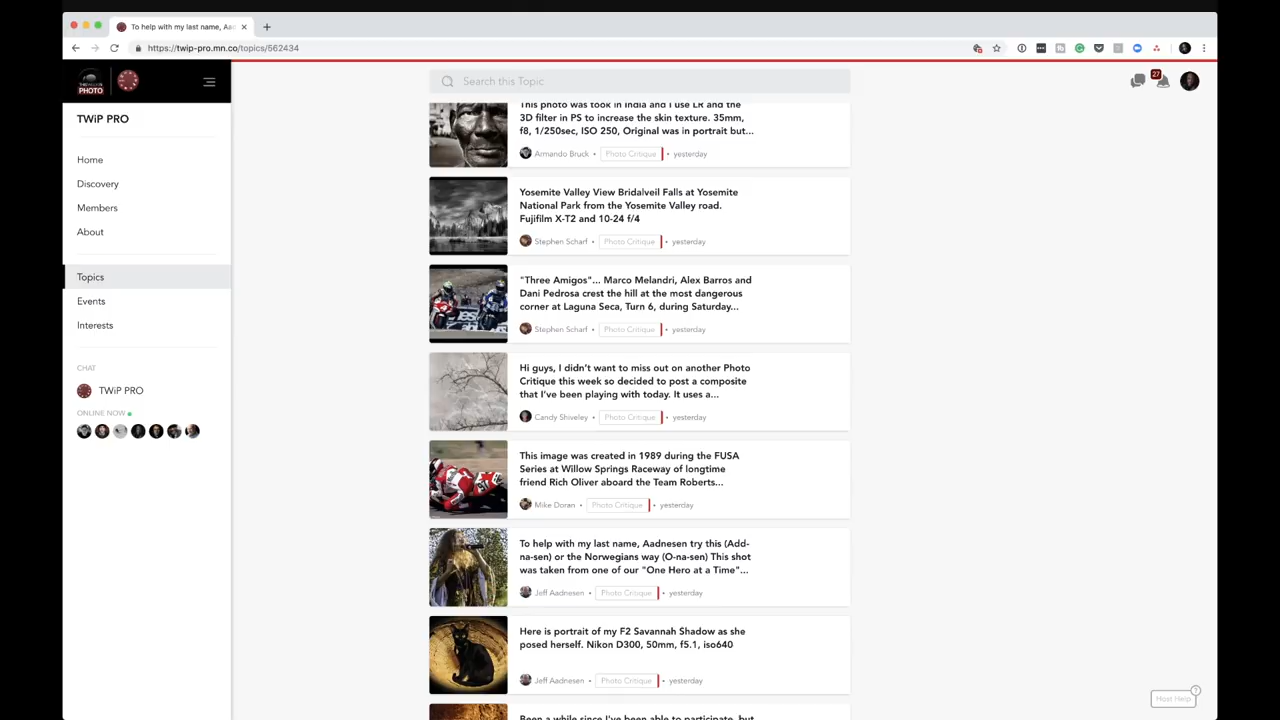 To help with my last name, Aad
https://twip-pro.mn.co/topics/562434
PHOTO
Search this Topic
27
TWiP PRO
Home
Discovery
Members
About
Topics
Events
Interests
CHAT
TWiP PRO
ONLINE NOW
This photo was took in India and I use LR and the
3D filter in PS to increase the skin texture. 35mm,
f8, 1/250sec, ISO 250, Original was in portrait but...
Armando Bruck • Photo Critique • yesterday
Yosemite Valley View Bridalveil Falls at Yosemite
National Park from the Yosemite Valley road.
Fujifilm X-T2 and 10-24 f/4
Stephen Scharf • Photo Critique • yesterday
"Three Amigos"... Marco Melandri, Alex Barros and
Dani Pedrosa crest the hill at the most dangerous
corner at Laguna Seca, Turn 6, during Saturday...
Stephen Scharf • Photo Critique • yesterday
Hi guys, I didn't want to miss out on another Photo
Critique this week so decided to post a composite
that I've been playing with today. It uses a...
Candy Shiveley • Photo Critique • yesterday
This image was created in 1989 during the FUSA
Series at Willow Springs Raceway of longtime
friend Rich Oliver aboard the Team Roberts...
Mike Doran • Photo Critique • yesterday
To help with my last name, Aadnesen try this (Add-
na-sen) or the Norwegians way (O-na-sen) This shot
was taken from one of our "One Hero at a Time"...
Jeff Aadnesen • Photo Critique • yesterday
Here is portrait of my F2 Savannah Shadow as she
posed herself. Nikon D300, 50mm, f5.1, iso640
Jeff Aadnesen • Photo Critique • yesterday
Been a while since I've been able to participate, but
Host Help
?